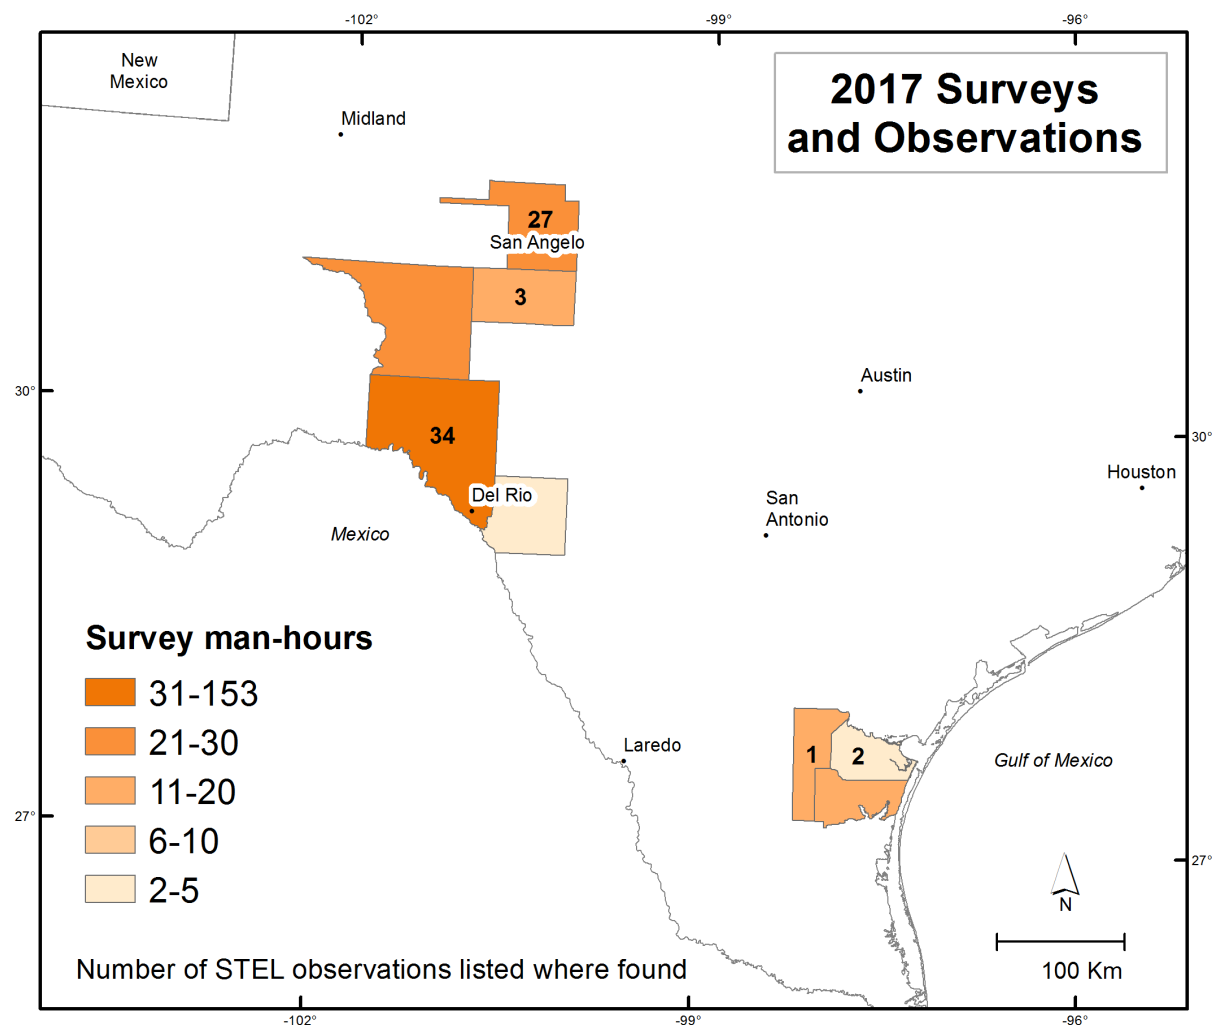 -102°
-99°
-96°
New
Mexico
2017 Surveys
and Observations
Midland
27
San Angelo
3
30°
Austin
34
30°
Houston
Del Rio
San
Antonio
Mexico
Survey man-hours
31-153
21-30
11-20
6-10
2-5
Laredo
1
2
Gulf of Mexico
27°
27°
N
100 Km
Number of STEL observations listed where found
-102°
-99°
-96°